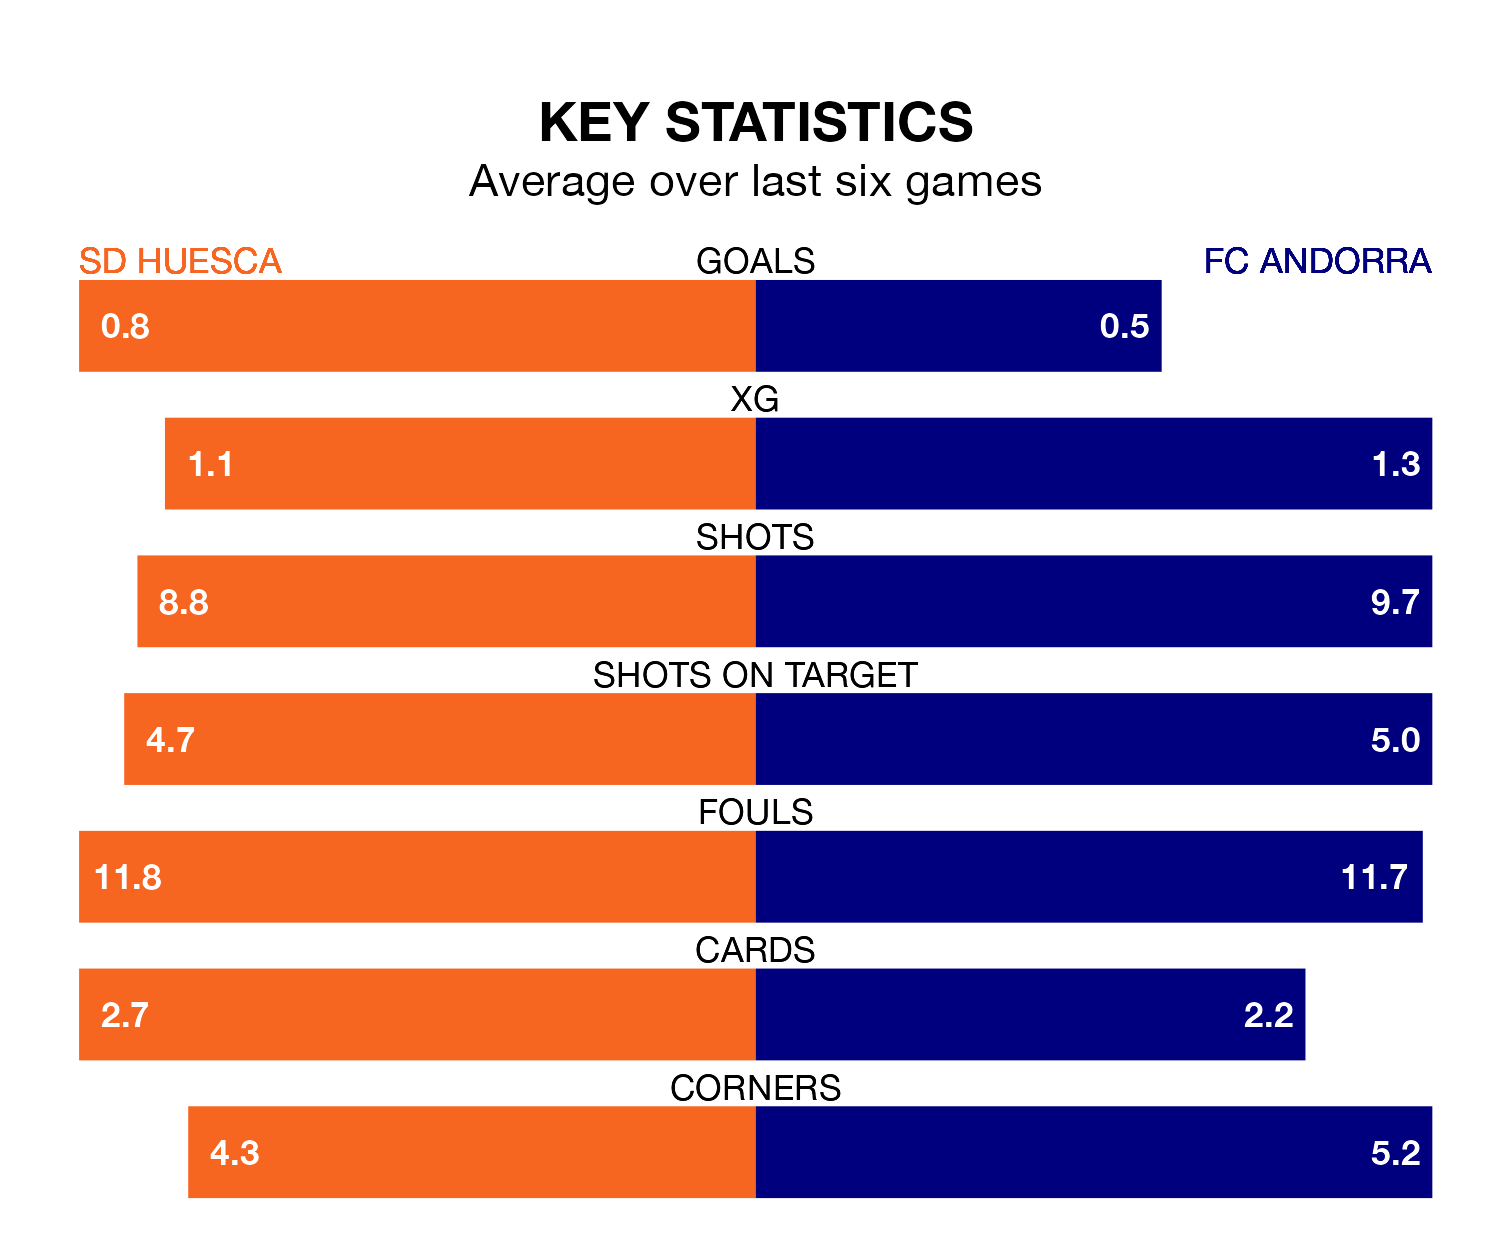 KEY STATISTICS
Average over last six games
SD HUESCA GOALS FC ANDORRA
0.8 0.5
XG
1.1 1.3
SHOTS
8.8 9.7
SHOTS ON TARGET
4.7 5.0
FOULS
11.8 11.7
CARDS
2.7 2.2
CORNERS
4.3 5.2